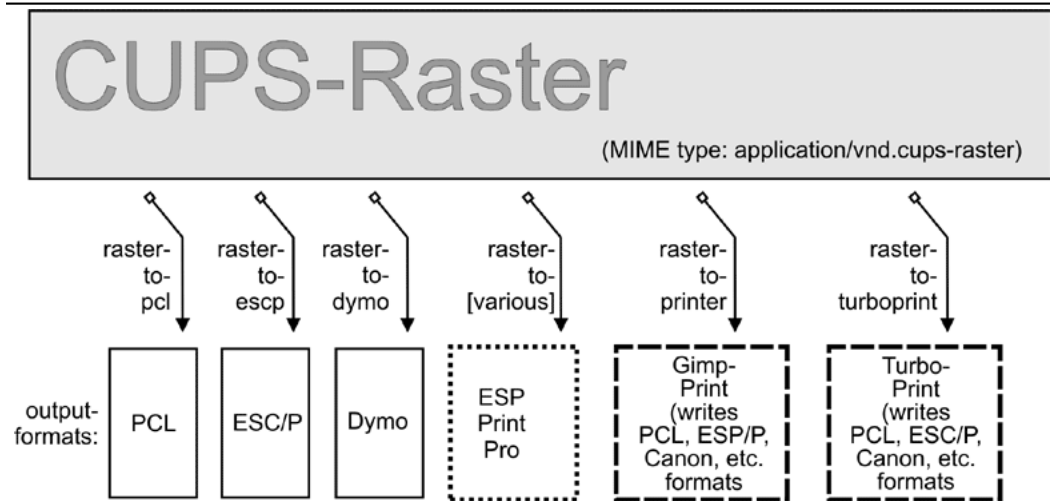 CUPS-Raster
(MIME type: application/vnd.cups-raster)
raster-
to-
pcl
raster-
to-
escp
raster-
to-
dymo
raster-
to-
[various]
raster-
to-
printer
raster-
to-
turboprint
output-
formats:
PCL
ESC/P
Dymo
ESP
Print
Pro
Gimp-
Print
(writes
PCL, ESP/P,
Canon, etc.
formats
Turbo-
Print
(writes
PCL, ESC/P,
Canon, etc.
formats